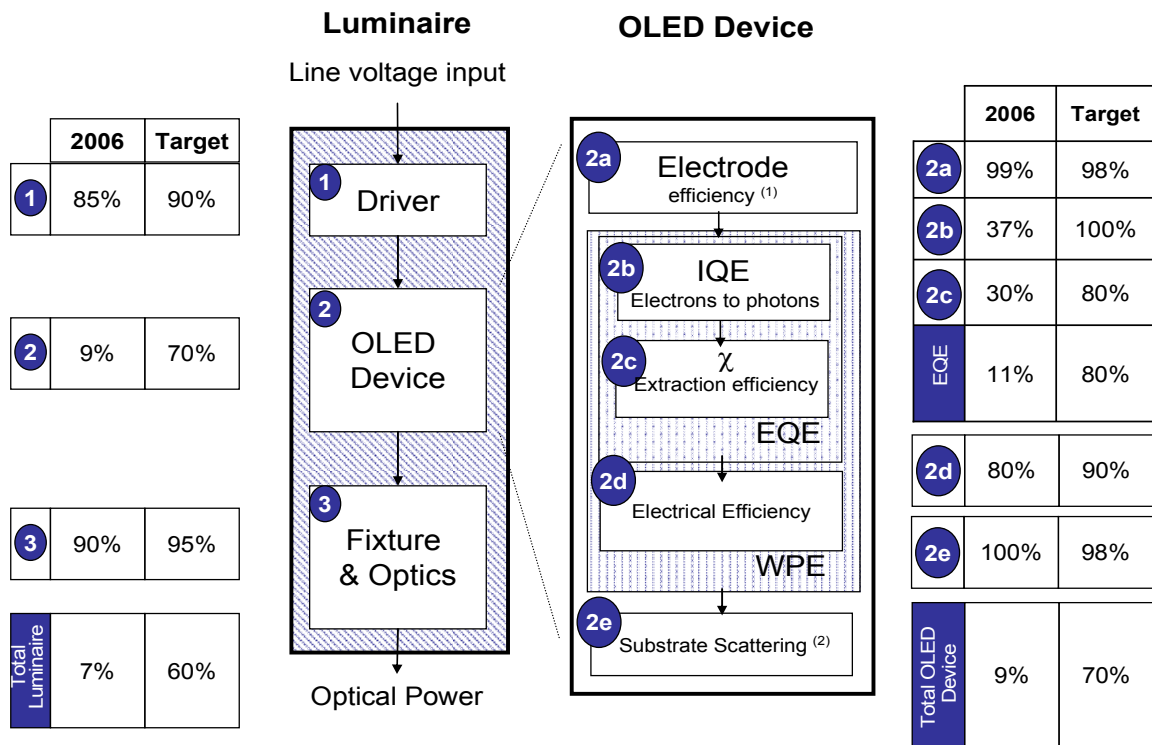 Luminaire
OLED Device
Line voltage input
2006 Target
1 85% 90%
2 9% 70%
3 90% 95%
Total Luminaire 7% 60%
1
Driver
2
OLED
Device
3
Fixture
& Optics
Optical Power
2a
Electrode
efficiency (1)
2b
IQE
Electrons to photons
2c
χ
Extraction efficiency
EQE
2d
Electrical Efficiency
WPE
2e
Substrate Scattering (2)
2006 Target
2a 99% 98%
2b 37% 100%
2c 30% 80%
EQE 11% 80%
2d 80% 90%
2e 100% 98%
Total OLED Device 9% 70%